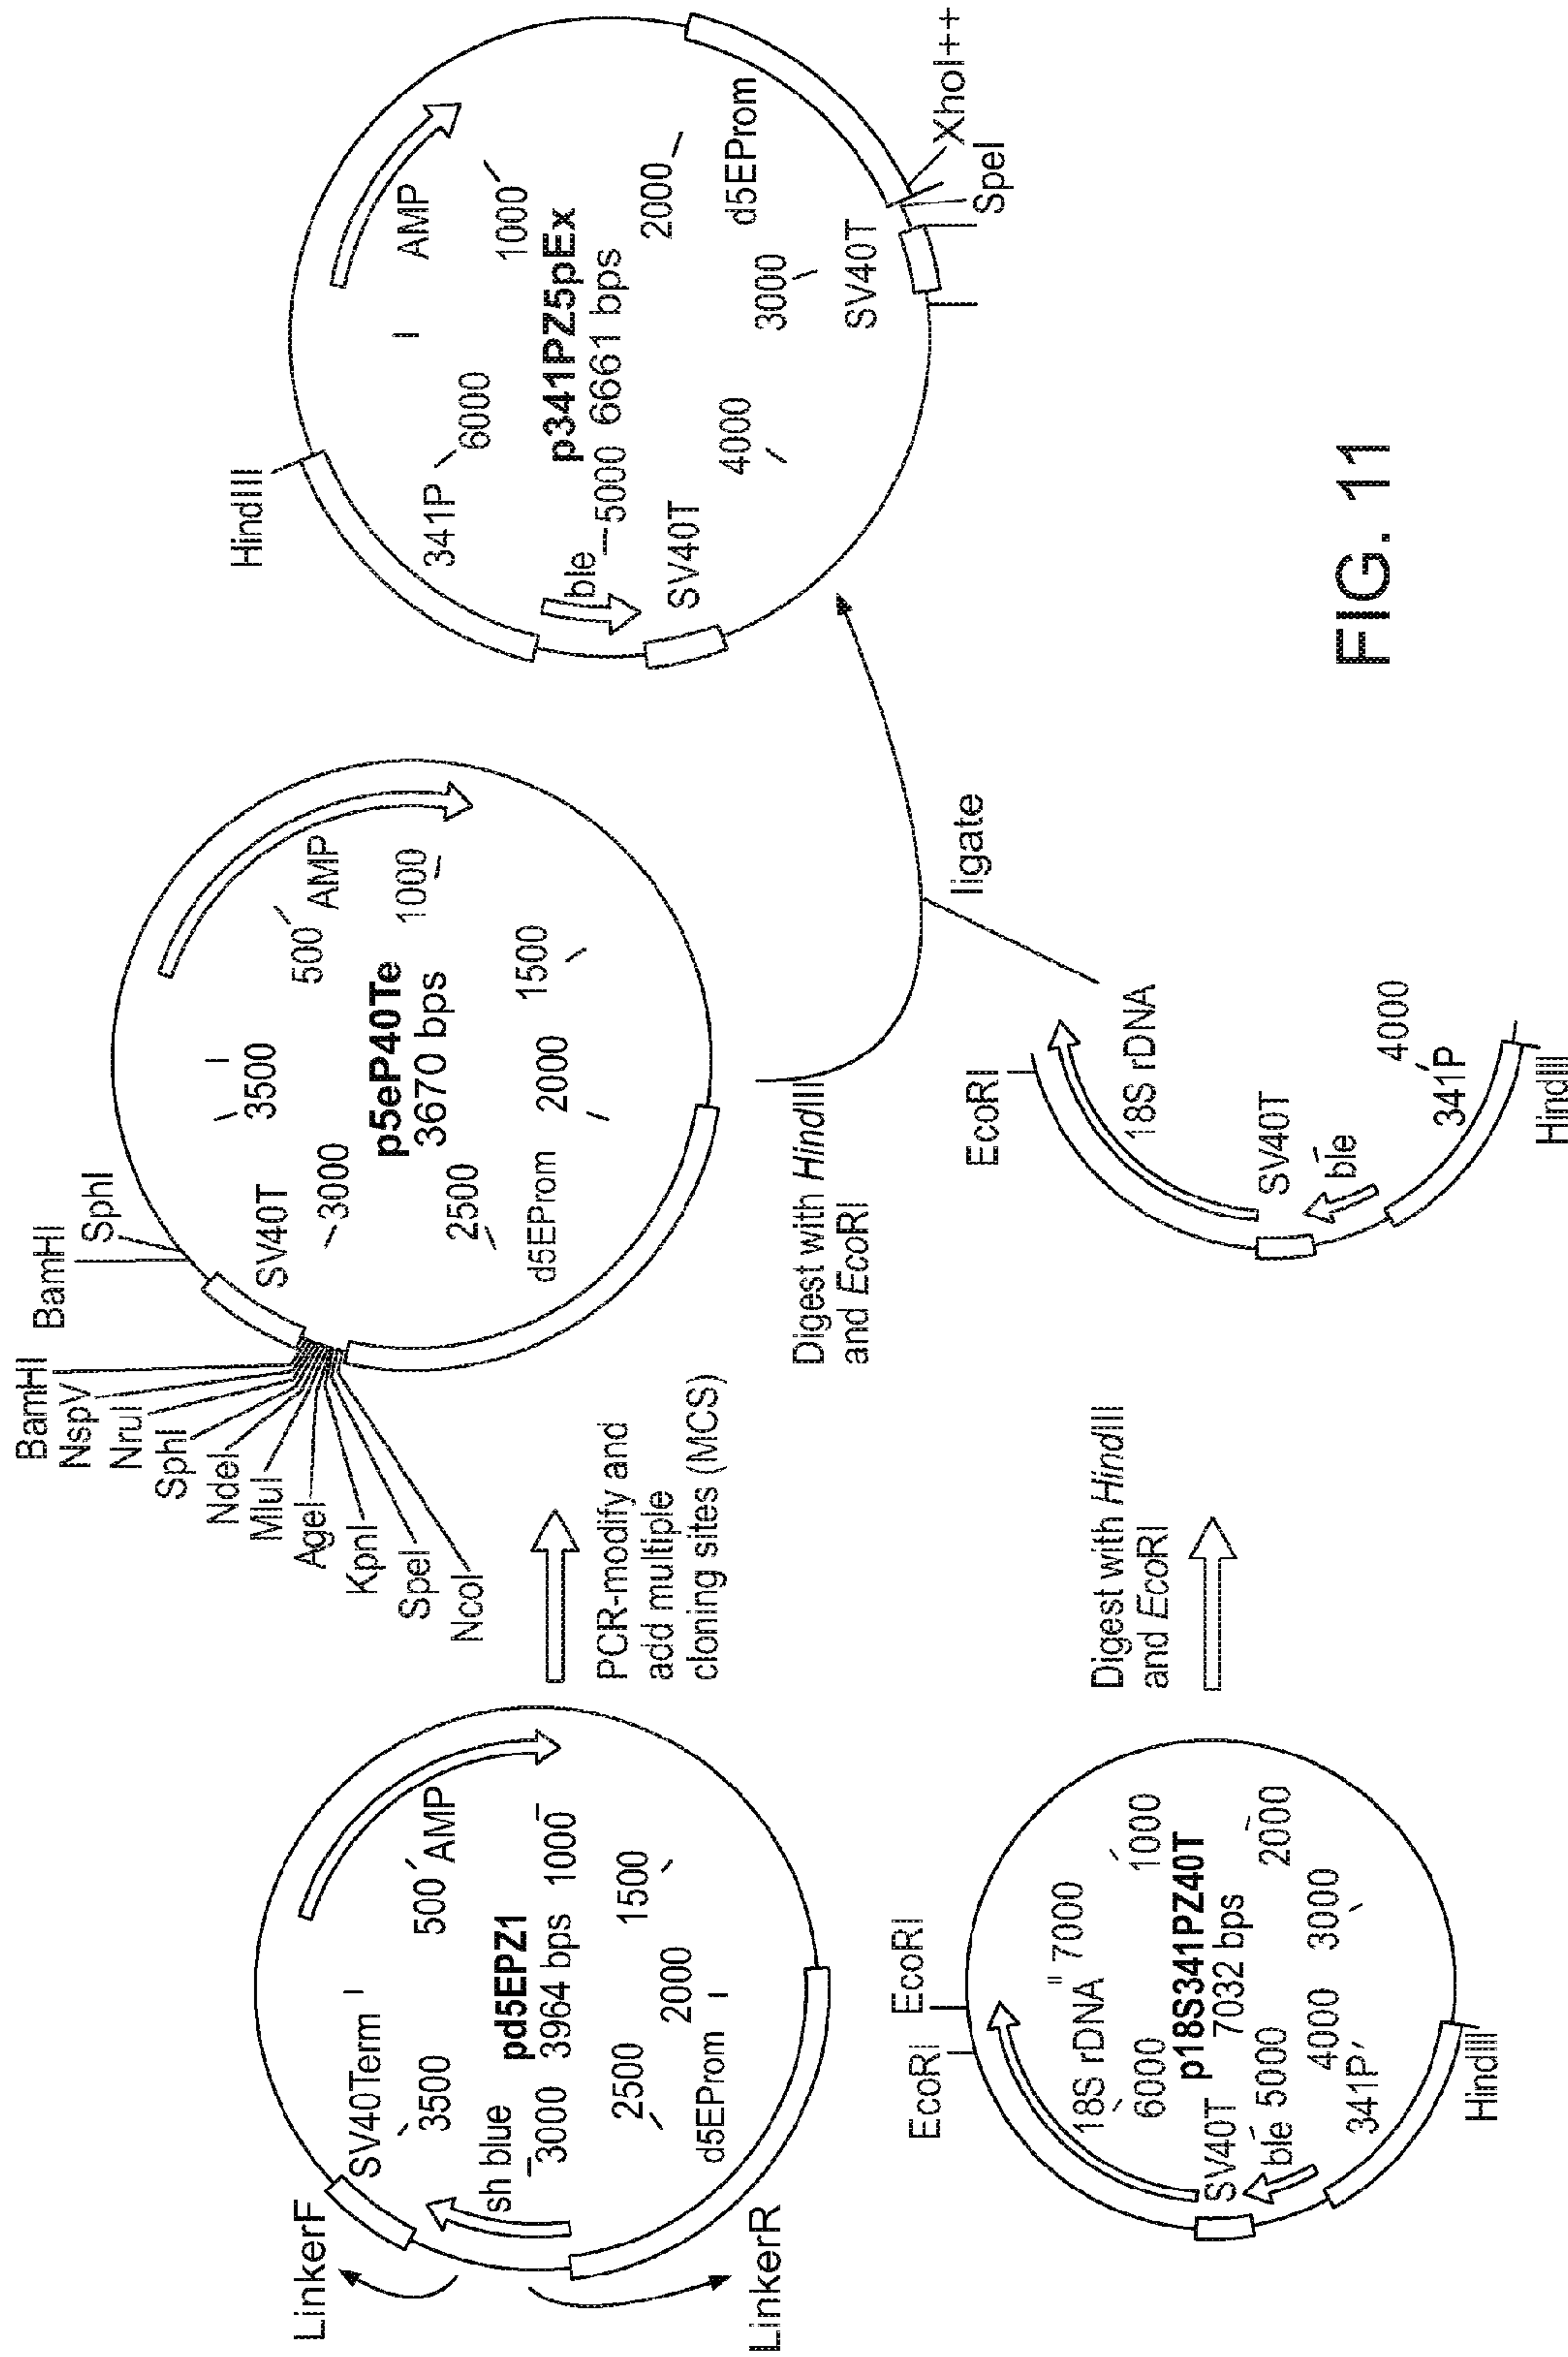 LinkerF
SV40Term
3500
500
AMP
sh blue
pd5EPZ1
3000
3964 bps
1000
2500
2000
1500
d5EProm
LinkerR
PCR-modify and
add multiple
cloning sites (MCS)
BamHI
NspV
NruI
SphI
NdeI
MluI
AgeI
KpnI
SpeI
NcoI
BamHI
SphI
SV40T
3500
500
AMP
3000
p5eP40Te
3670 bps
1000
2500
2000
1500
d5EProm
Digest with HindIII
and EcoRI
HindIII
AMP
341P
6000
1000
p341PZ5pEx
ble
5000
6661 bps
2000
SV40T
4000
3000
d5EProm
SV40T
XhoI++
SpeI
EcoRI
EcoRI
18S rDNA
7000
6000
1000
p18S341PZ40T
SV40T
7032 bps
ble
5000
2000
4000
3000
341P
HindIII
Digest with HindIII
and EcoRI
EcoRI
18S rDNA
SV40T
ble
4000
341P
HindIII
ligate
FIG. 11